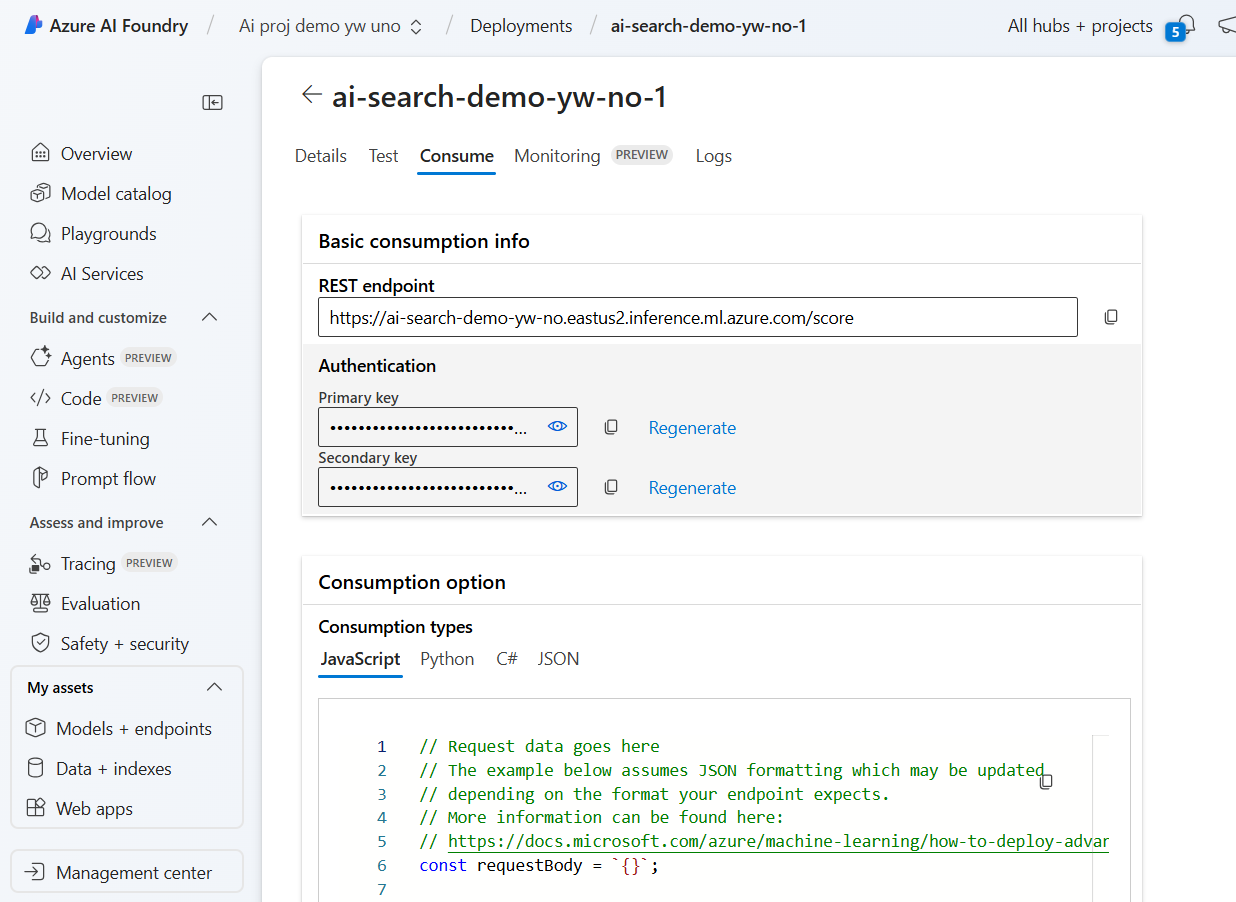 Azure AI Foundry / Ai proj demo yw uno / Deployments / ai-search-demo-yw-no-1
All hubs + projects
5
Overview
Model catalog
Playgrounds
AI Services
Build and customize
Agents PREVIEW
Code PREVIEW
Fine-tuning
Prompt flow
Assess and improve
Tracing PREVIEW
Evaluation
Safety + security
My assets
Models + endpoints
Data + indexes
Web apps
Management center
ai-search-demo-yw-no-1
Details Test Consume Monitoring PREVIEW Logs
Basic consumption info
REST endpoint
https://ai-search-demo-yw-no.eastus2.inference.ml.azure.com/score
Authentication
Primary key
••••••••••••••••••••••••••... Regenerate
Secondary key
••••••••••••••••••••••••••... Regenerate
Consumption option
Consumption types
JavaScript Python C# JSON
1 // Request data goes here
2 // The example below assumes JSON formatting which may be updated
3 // depending on the format your endpoint expects.
4 // More information can be found here:
5 // https://docs.microsoft.com/azure/machine-learning/how-to-deploy-advan
6 const requestBody = `{}`;
7